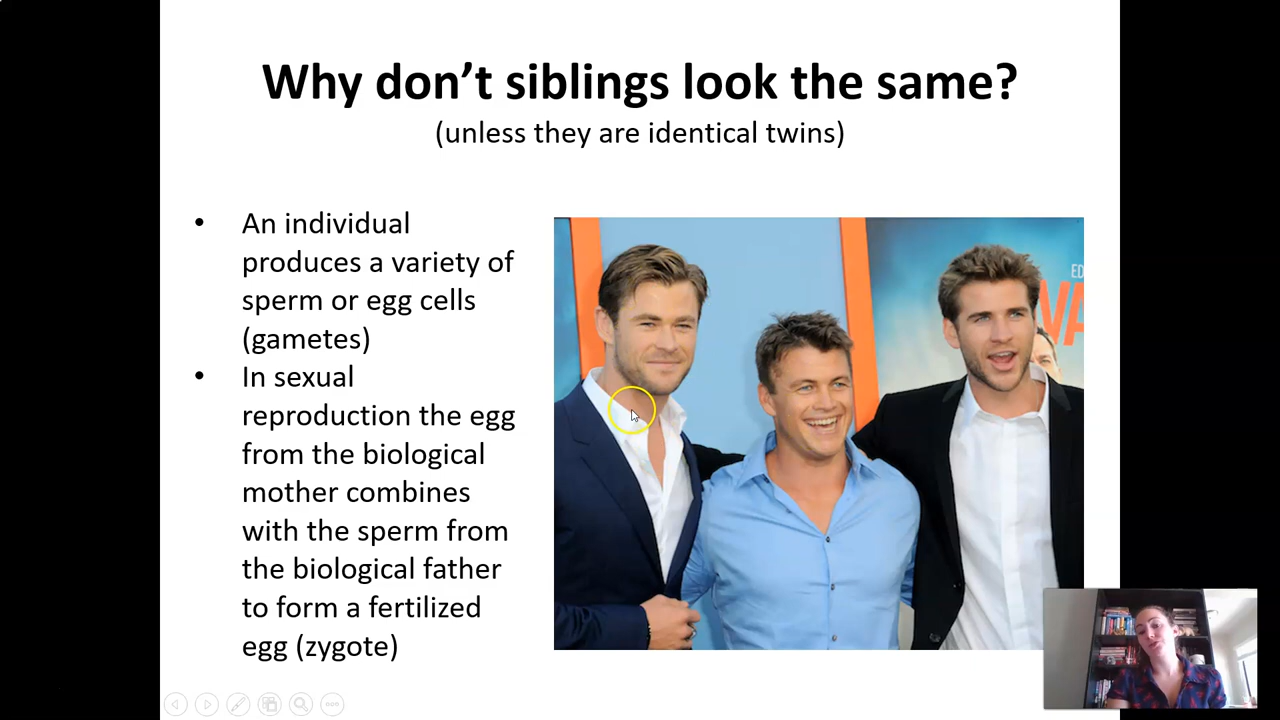 Why don't siblings look the same?
(unless they are identical twins)
• An individual
produces a variety of
sperm or egg cells
(gametes)
• In sexual
reproduction the egg
from the biological
mother combines
with the sperm from
the biological father
to form a fertilized
egg (zygote)
ED
VA